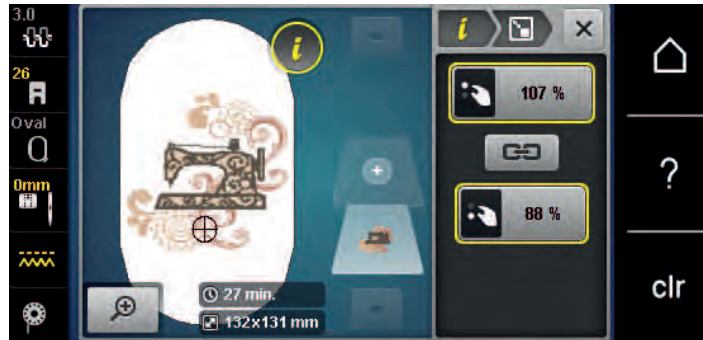 3.0
26
Oval
0mm
27 min.
132x131 mm
i
i
107 %
88 %
?
clr